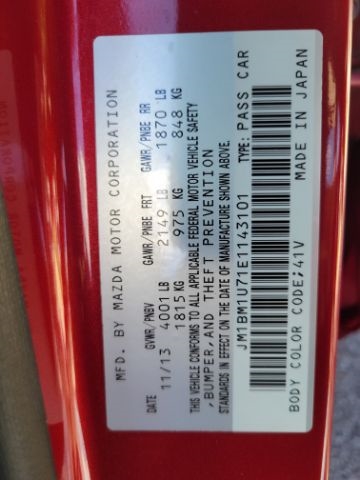 MFD. BY MAZDA MOTOR CORPORATION
GVWR/PNBV GAWR/PNBE FRT GAWR/PNBE RR
DATE 11/13 4001 LB 2149 LB 1870 LB
1815 KG 975 KG 848 KG
THIS VEHICLE CONFORMS TO ALL APPLICABLE FEDERAL MOTOR VEHICLE SAFETY
,BUMPER,AND THEFT PREVENTION
STANDARDS IN EFFECT ON THE DATE OF MANUFACTURE SHOWN ABOVE.
JM1BM1U71E1143101 TYPE: PASS CAR
BODY COLOR CODE;41V MADE IN JAPAN